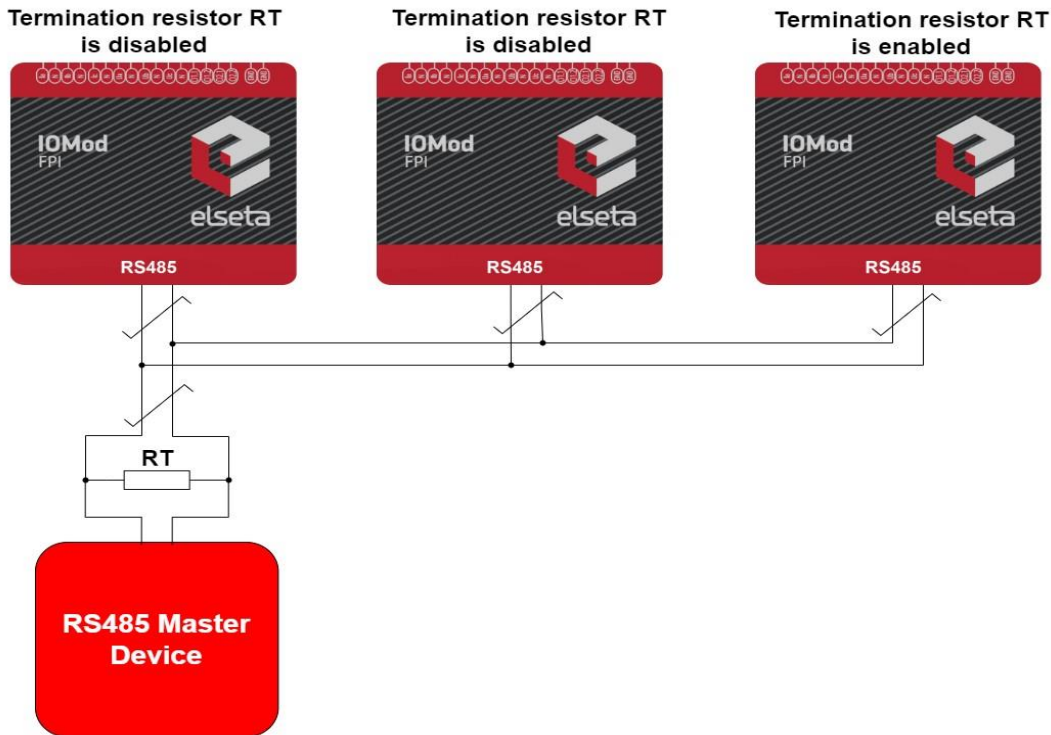 Termination resistor RT
is disabled
Termination resistor RT
is disabled
Termination resistor RT
is enabled
IOMod
FPI
elseta
RS485
IOMod
FPI
elseta
RS485
IOMod
FPI
elseta
RS485
RT
RS485 Master
Device